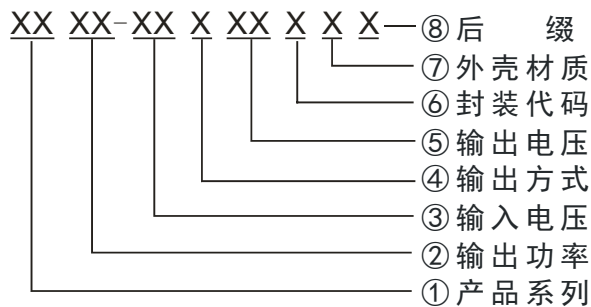 XX XX-XX X XX X X X
⑧后 缀
⑦外壳材质
⑥封装代码
⑤输出电压
④输出方式
③输入电压
②输出功率
①产品系列